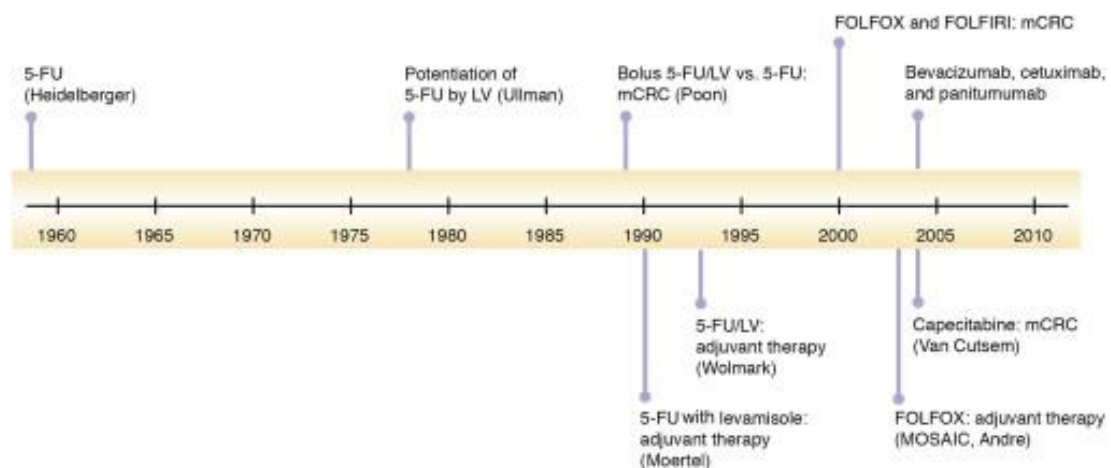 FOLFOX and FOLFIRI: mCRC
5-FU
(Heidelberger)
Potentiation of
5-FU by LV (Ullman)
Bolus 5-FU/LV vs. 5-FU:
mCRC (Poon)
Bevacizumab, cetuximab,
and panitumumab
1960 1965 1970 1975 1980 1985 1990 1995 2000 2005 2010
5-FU/LV:
adjuvant therapy
(Wolmark)
Capecitabine: mCRC
(Van Cutsem)
5-FU with levamisole:
adjuvant therapy
(Moertel)
FOLFOX: adjuvant therapy
(MOSAIC, Andre)